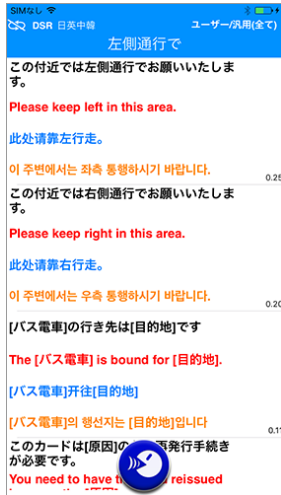 SIMなし
DSR 日英中韓
ユーザー/汎用(全て)
左側通行で
この付近では左側通行でお願いいたしま
す。
Please keep left in this area.
此处请靠左行走。
이 주변에서는 좌측 통행하시기 바랍니다.
0.25
この付近では右側通行でお願いいたしま
す。
Please keep right in this area.
此处请靠右行走。
이 주변에서는 우측 통행하시기 바랍니다.
0.20
[バス電車]の行き先は[目的地]です
The [バス電車] is bound for [目的地].
[バス電車]开往[目的地]
[バス電車]의 행선지는 [目的地]입니다
0.11
このカードは[原因]の 再発行手続き
が必要です。
You need to have t reissued